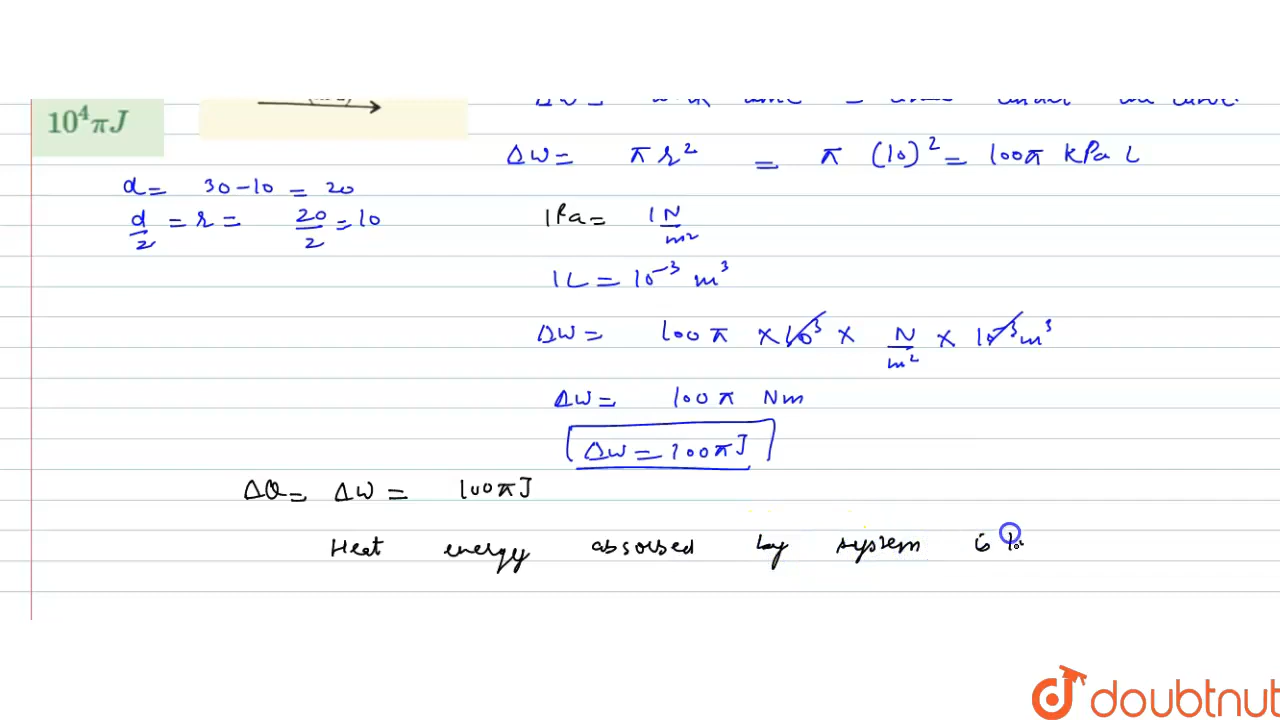 10⁴πJ
ΔW = πr² = π (10)² = 100π KPa L
d = 30-10 = 20
d/2 = r = 20/2 = 10
1Pa = 1N/m²
1L = 10⁻³ m³
ΔW = 100π × 10³ × N/m² × 10⁻³m³
ΔW = 100π Nm
ΔW = 100πJ
ΔQ = ΔW = 100πJ
Heat energy absorbed by system is
doubtnut